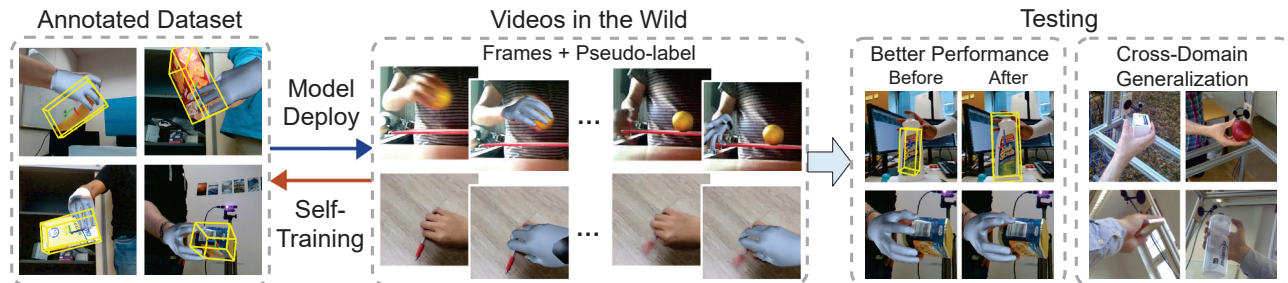 Annotated Dataset
Model
Deploy
Self-
Training
Videos in the Wild
Frames + Pseudo-label
...
...
Testing
Better Performance
Before
After
Cross-Domain
Generalization